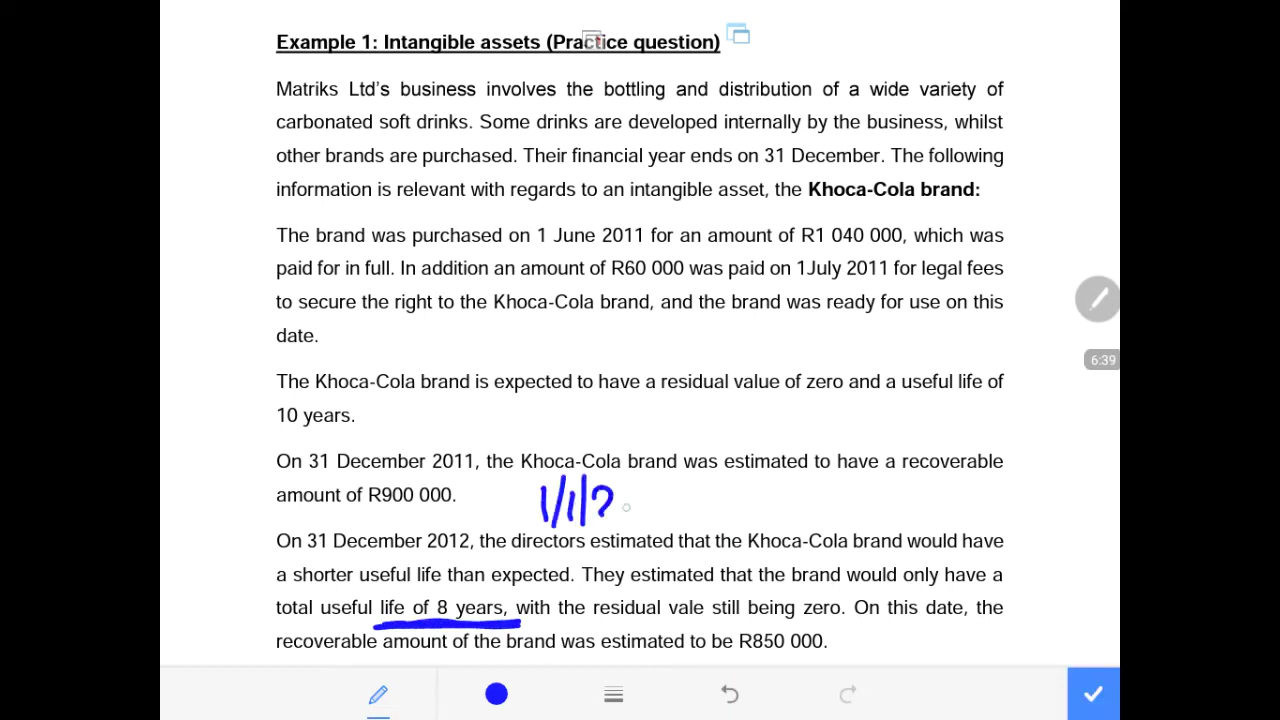 Example 1: Intangible assets (Practice question)
Matriks Ltd's business involves the bottling and distribution of a wide variety of
carbonated soft drinks. Some drinks are developed internally by the business, whilst
other brands are purchased. Their financial year ends on 31 December. The following
information is relevant with regards to an intangible asset, the Khoca-Cola brand:
The brand was purchased on 1 June 2011 for an amount of R1 040 000, which was
paid for in full. In addition an amount of R60 000 was paid on 1July 2011 for legal fees
to secure the right to the Khoca-Cola brand, and the brand was ready for use on this
date.
6:39
The Khoca-Cola brand is expected to have a residual value of zero and a useful life of
10 years.
On 31 December 2011, the Khoca-Cola brand was estimated to have a recoverable
amount of R900 000.
1/1/?
On 31 December 2012, the directors estimated that the Khoca-Cola brand would have
a shorter useful life than expected. They estimated that the brand would only have a
total useful life of 8 years, with the residual vale still being zero. On this date, the
recoverable amount of the brand was estimated to be R850 000.